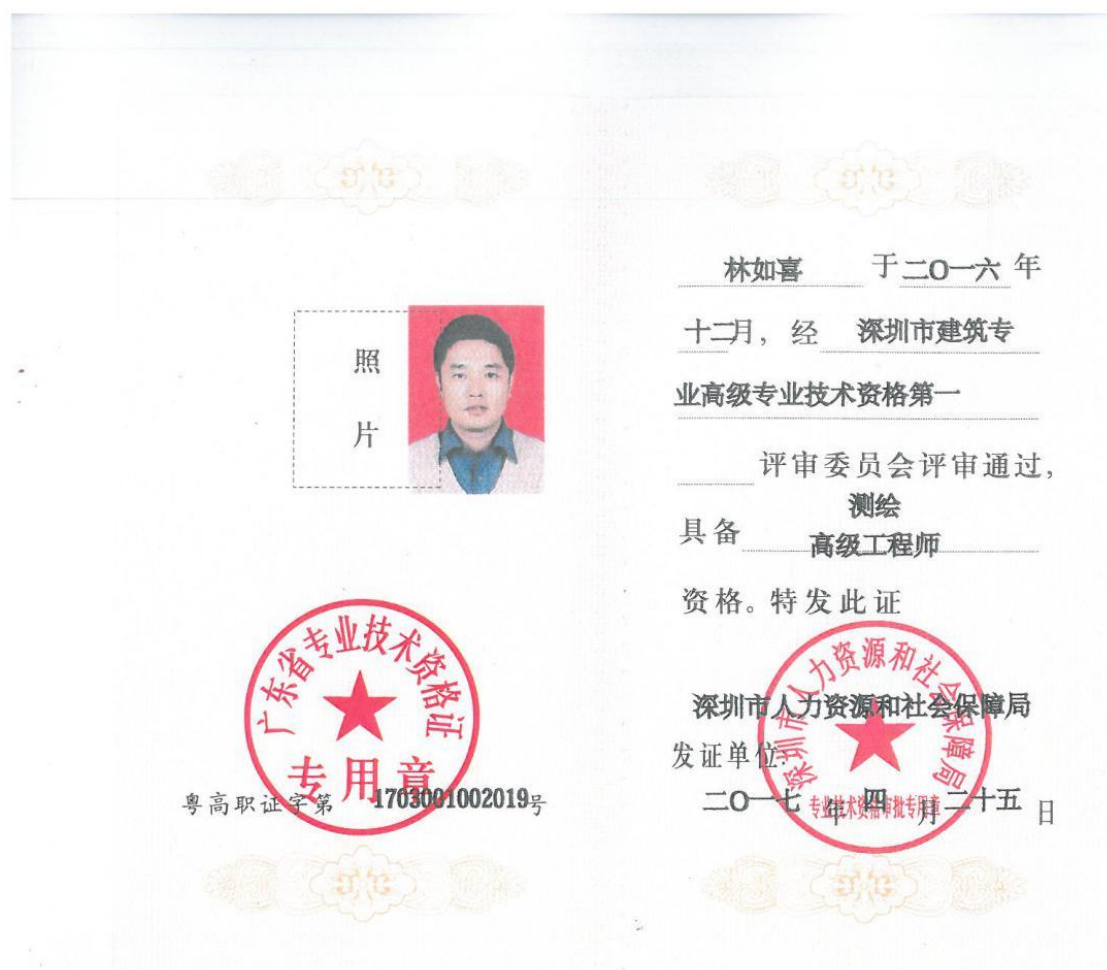 照
片
广东省专业技术资格证
专用章
粤高职证字第 1703001002019号
林如喜 于二O一六年
十二月，经 深圳市建筑专
业高级专业技术资格第一
评审委员会评审通过，
测绘
具备 高级工程师
资格。特发此证
深圳市人力资源和社会保障局
深圳市人力资源和社会保障局
发证单位：
二O一七 年 四 月 二十五 日
专业技术资格审批专用章